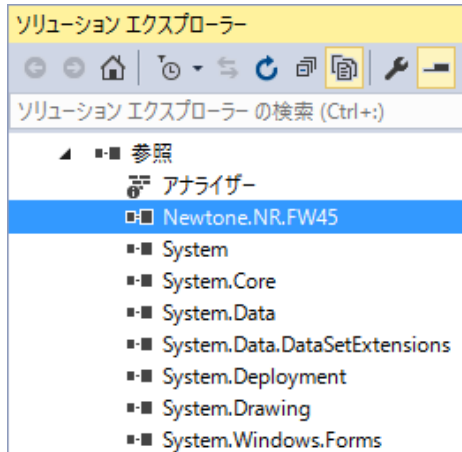 ソリューション エクスプローラー
ソリューション エクスプローラー の検索 (Ctrl+:)
参照
アナライザー
Newtone.NR.FW45
System
System.Core
System.Data
System.Data.DataSetExtensions
System.Deployment
System.Drawing
System.Windows.Forms